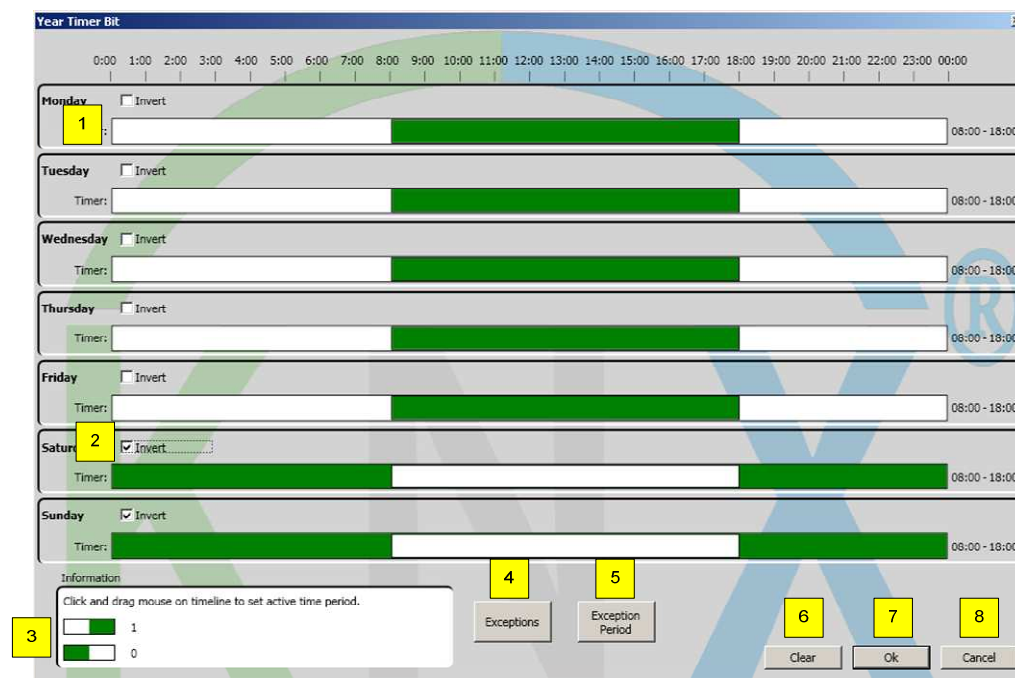 Year Timer Bit
0:00 1:00 2:00 3:00 4:00 5:00 6:00 7:00 8:00 9:00 10:00 11:00 12:00 13:00 14:00 15:00 16:00 17:00 18:00 19:00 20:00 21:00 22:00 23:00 00:00
Monday Invert
1 08:00 - 18:00
Tuesday Invert
Timer: 08:00 - 18:00
Wednesday Invert
Timer: 08:00 - 18:00
Thursday Invert
Timer: 08:00 - 18:00
Friday Invert
Timer: 08:00 - 18:00
2 Invert
Timer: 08:00 - 18:00
Sunday Invert
Timer: 08:00 - 18:00
Information
Click and drag mouse on timeline to set active time period.
3
1
0
4
Exceptions
5
Exception
Period
6
Clear
7
Ok
8
Cancel
KNX
®